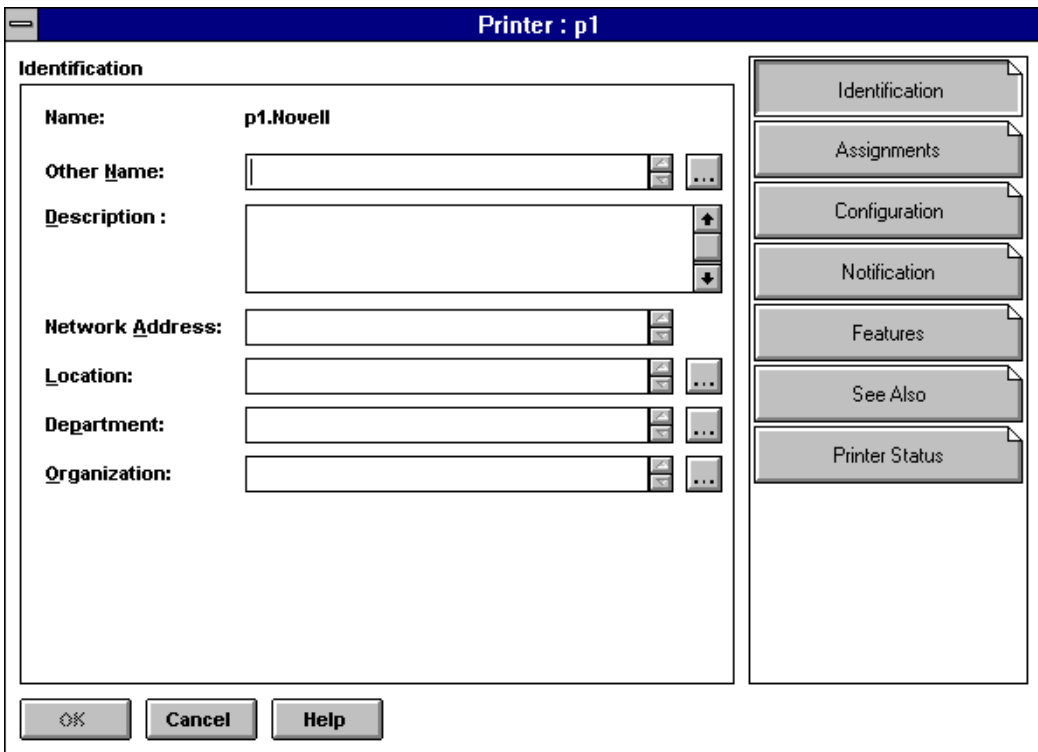 Printer : p1
Identification
Name: p1.Novell
Other Name:
...
Description :
Network Address:
Location:
...
Department:
...
Organization:
...
Identification
Assignments
Configuration
Notification
Features
See Also
Printer Status
OK Cancel Help